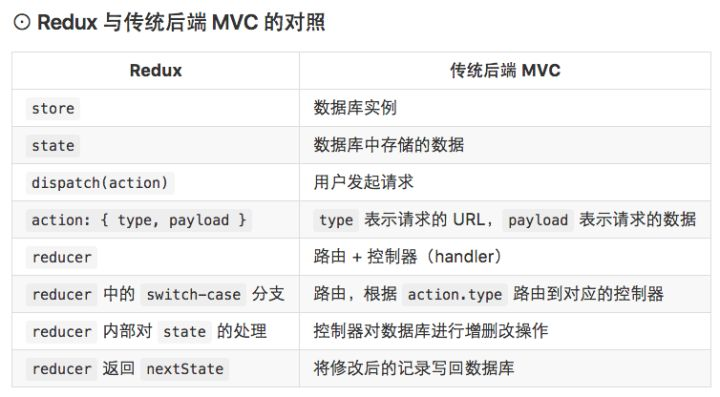 ⊙ Redux 与传统后端 MVC 的对照
Redux 传统后端 MVC
store 数据库实例
state 数据库中存储的数据
dispatch(action) 用户发起请求
action: { type, payload } type 表示请求的 URL，payload 表示请求的数据
reducer 路由 + 控制器（handler）
reducer 中的 switch-case 分支 路由，根据 action.type 路由到对应的控制器
reducer 内部对 state 的处理 控制器对数据库进行增删改操作
reducer 返回 nextState 将修改后的记录写回数据库